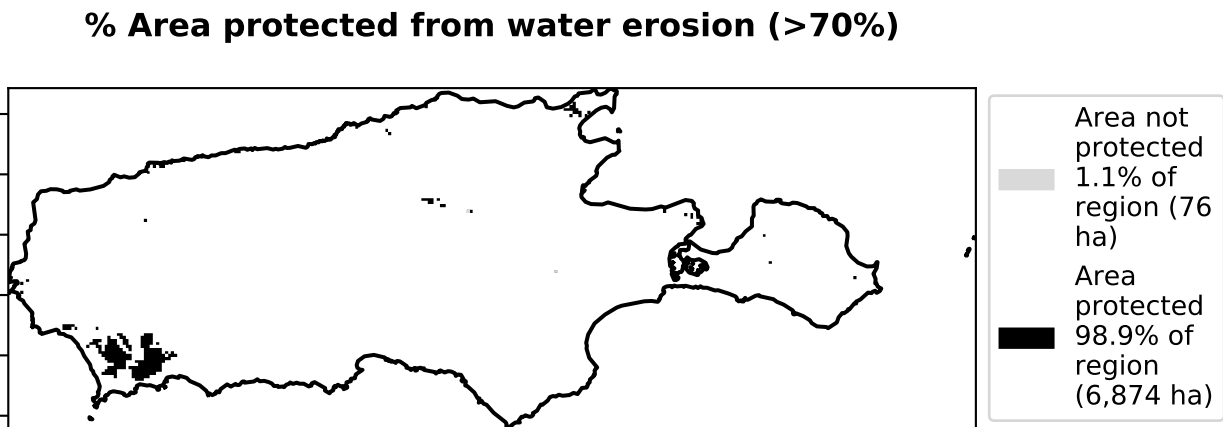 % Area protected from water erosion (>70%)
Area not
protected
1.1% of
region (76
ha)
Area
protected
98.9% of
region
(6,874 ha)